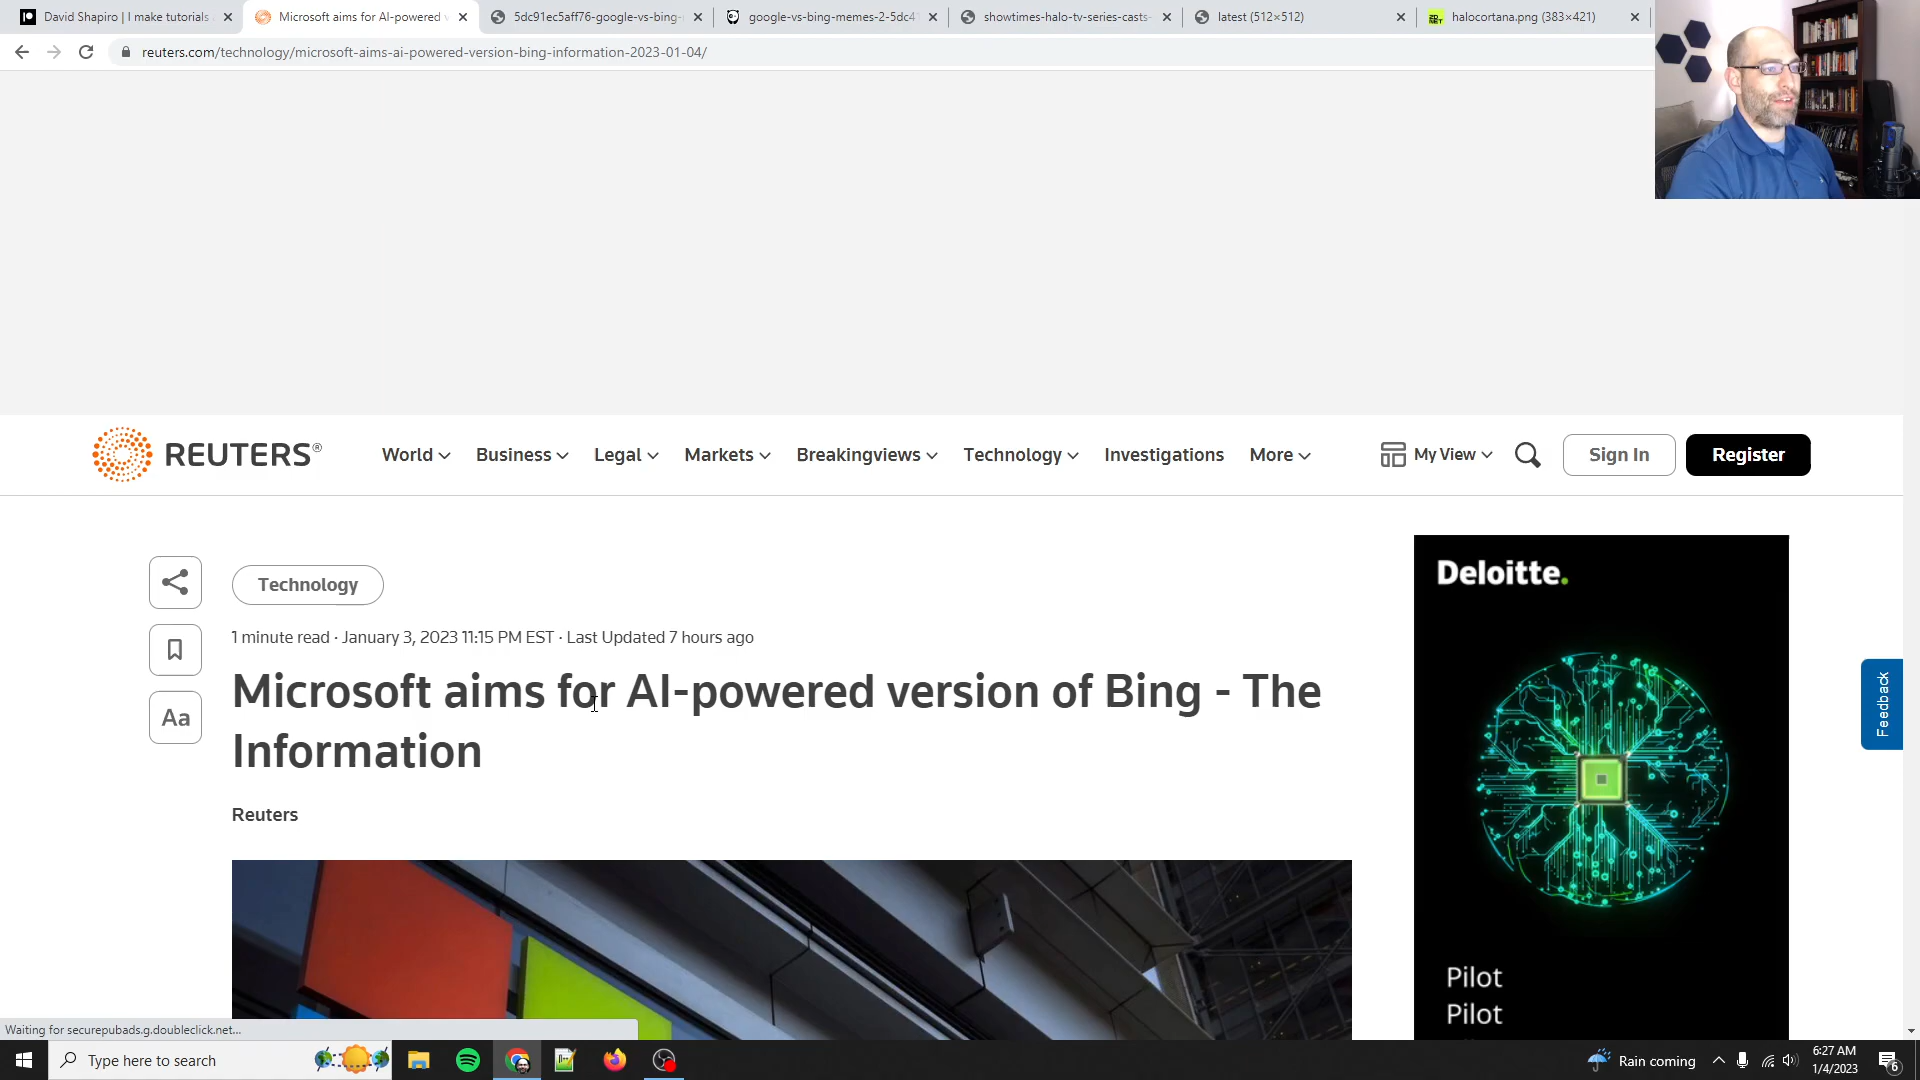 David Shapiro | I make tutorials
Microsoft aims for AI-powered v
5dc91ec5aff76-google-vs-bing-
google-vs-bing-memes-2-5dc4
showtimes-halo-tv-series-casts-
latest (512×512)
halocortana.png (383×421)
reuters.com/technology/microsoft-aims-ai-powered-version-bing-information-2023-01-04/
REUTERS®
World
Business
Legal
Markets
Breakingviews
Technology
Investigations
More
My View
Sign In
Register
Technology
1 minute read · January 3, 2023 11:15 PM EST · Last Updated 7 hours ago
Aa
Microsoft aims for AI-powered version of Bing - The
Information
Reuters
Deloitte.
Pilot
Pilot
Feedback
Waiting for securepubads.g.doubleclick.net...
Type here to search
Rain coming
6:27 AM
1/4/2023
6